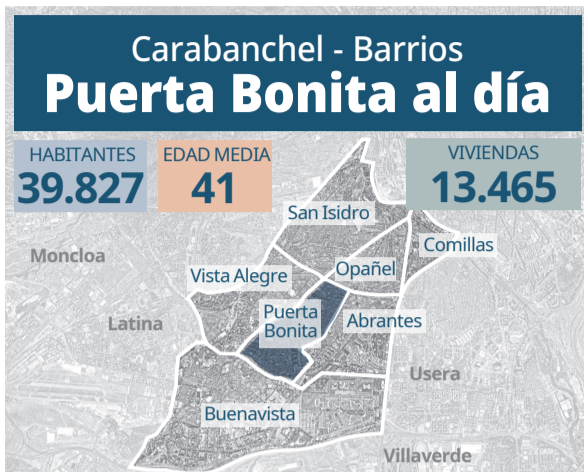 Carabanchel - Barrios
Puerta Bonita al día
HABITANTES
39.827
EDAD MEDIA
41
VIVIENDAS
13.465
San Isidro
Comillas
Moncloa
Opañel
Vista Alegre
Puerta
Bonita
Abrantes
Latina
Usera
Buenavista
Villaverde